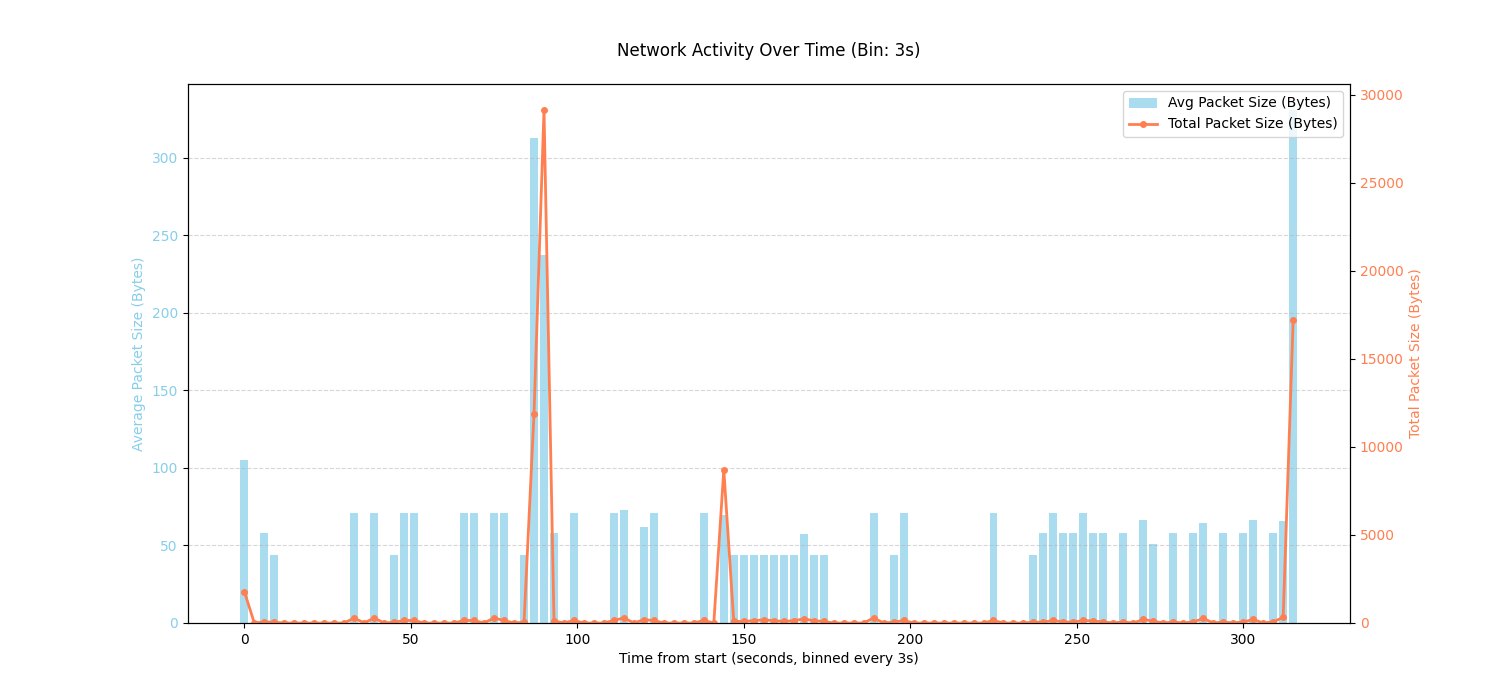 Network Activity Over Time (Bin: 3s)
Avg Packet Size (Bytes)
Total Packet Size (Bytes)
Average Packet Size (Bytes)
300
250
200
150
100
50
0
30000
25000
20000
15000
10000
5000
0
Total Packet Size (Bytes)
0 50 100 150 200 250 300
Time from start (seconds, binned every 3s)